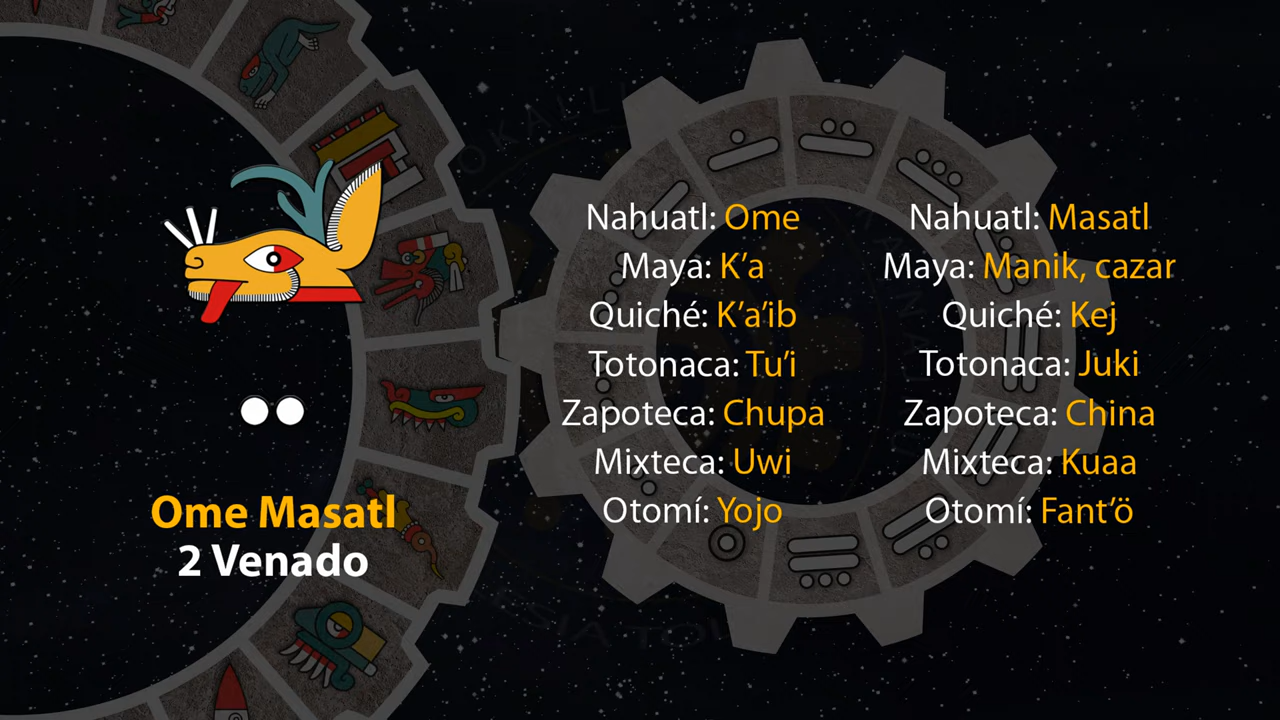 Nahuatl: Ome
Maya: K’a
Quiché: K’a’ib
Totonaca: Tu’i
Zapoteca: Chupa
Mixteca: Uwi
Otomí: Yojo
Nahuatl: Masatl
Maya: Manik, cazar
Quiché: Kej
Totonaca: Juki
Zapoteca: China
Mixteca: Kuaa
Otomí: Fant’ö
Ome Masatl
2 Venado